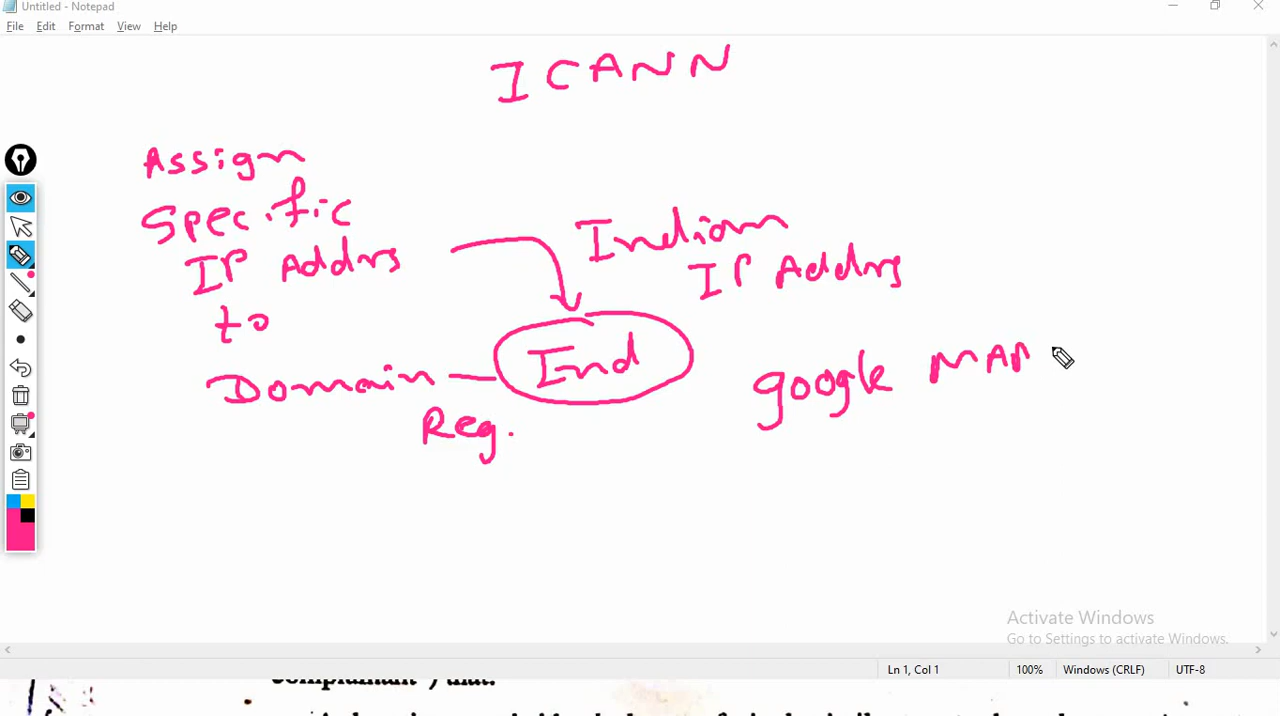 Untitled - Notepad
File Edit Format View Help
ICANN
Assign
Specific
IP Addrs
to
Domain
Reg.
Indian
IP Addrs
Ind
google MAP
Activate Windows
Go to Settings to activate Windows.
Ln 1, Col 1 100% Windows (CRLF) UTF-8
complainant") that: